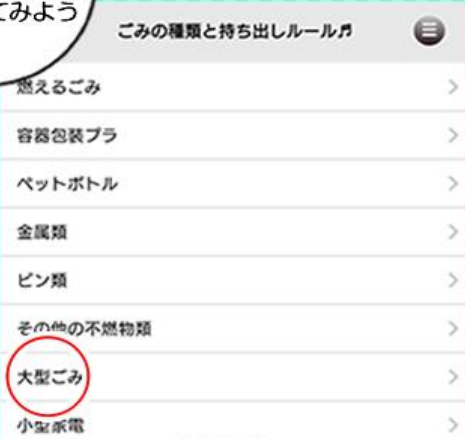 てみよう
ごみの種類と持ち出しルール♬
燃えるごみ
容器包装プラ
ペットボトル
金属類
ビン類
その他の不燃物類
大型ごみ
小型家電